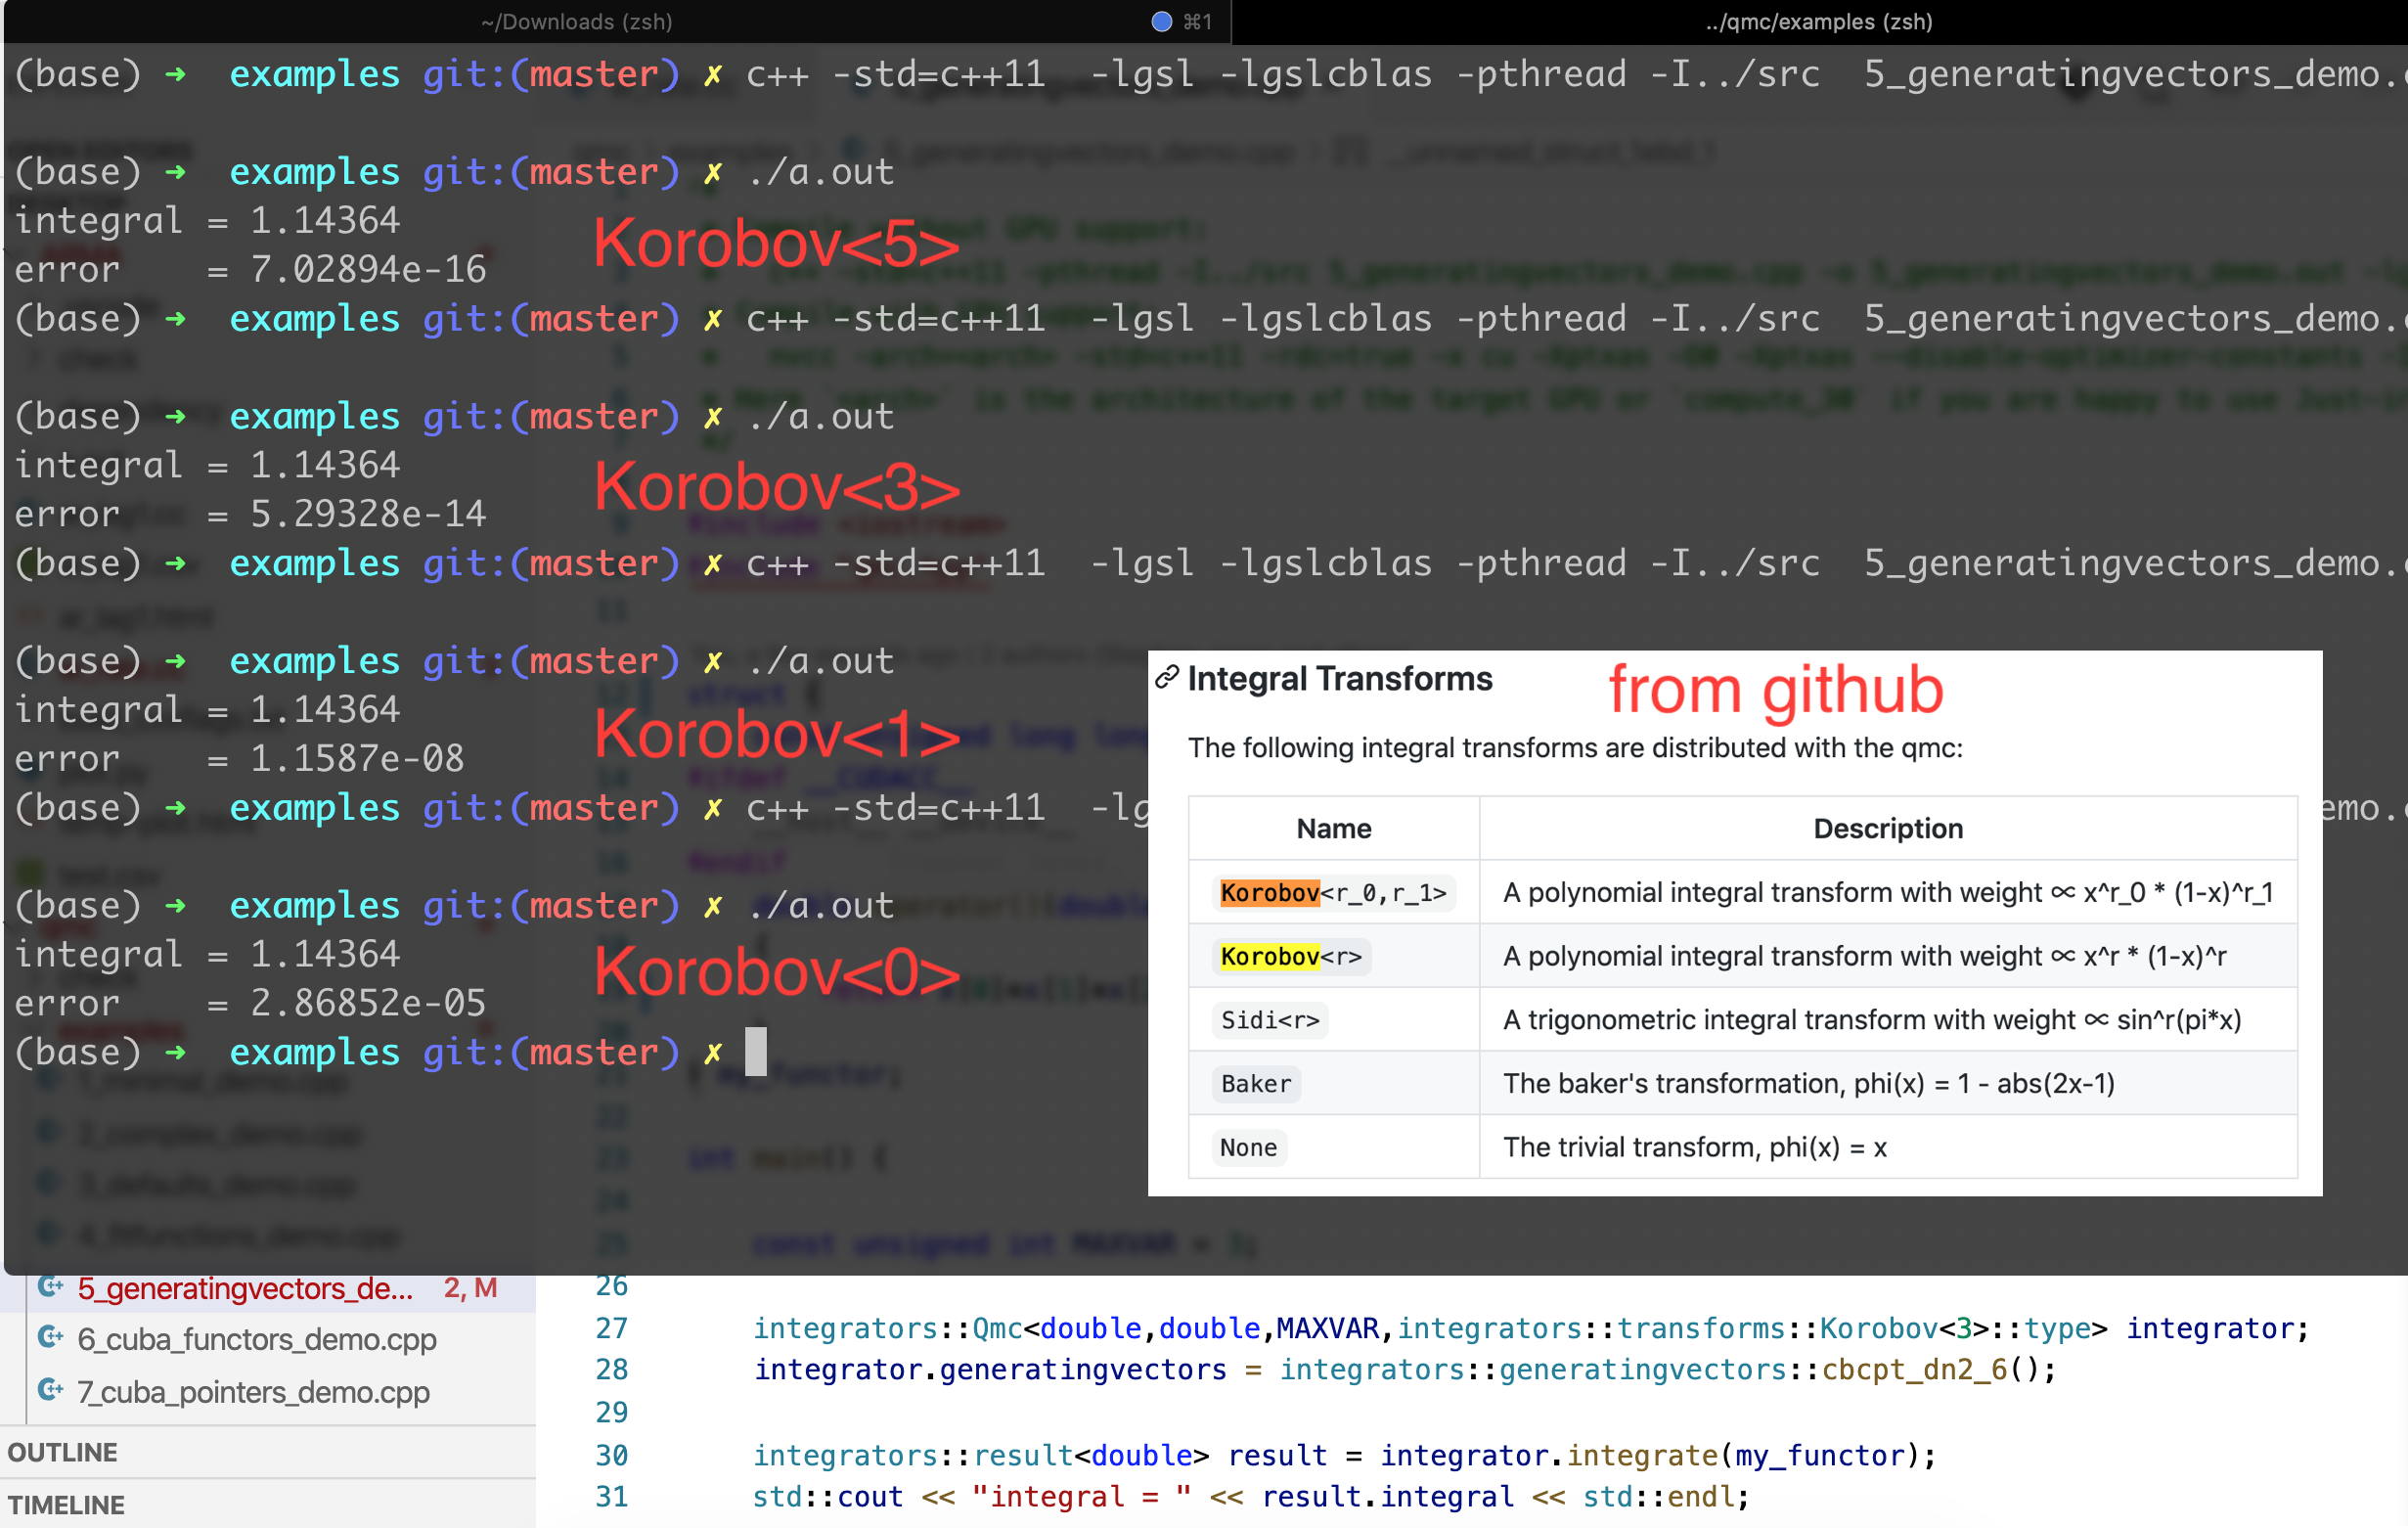 ~/Downloads (zsh) ⌘1 ../qmc/examples (zsh)
(base) ➜ examples git:(master) ✗ c++ -std=c++11 -lgsl -lgslcblas -pthread -I../src 5_generatingvectors_demo.c
(base) ➜ examples git:(master) ✗ ./a.out
integral = 1.14364
error = 7.02894e-16
Korobov<5>
(base) ➜ examples git:(master) ✗ c++ -std=c++11 -lgsl -lgslcblas -pthread -I../src 5_generatingvectors_demo.c
(base) ➜ examples git:(master) ✗ ./a.out
integral = 1.14364
error = 5.29328e-14
Korobov<3>
(base) ➜ examples git:(master) ✗ c++ -std=c++11 -lgsl -lgslcblas -pthread -I../src 5_generatingvectors_demo.c
(base) ➜ examples git:(master) ✗ ./a.out
integral = 1.14364
error = 1.1587e-08
Korobov<1>
(base) ➜ examples git:(master) ✗ c++ -std=c++11 -lg emo.c
(base) ➜ examples git:(master) ✗ ./a.out
integral = 1.14364
error = 2.86852e-05
Korobov<0>
(base) ➜ examples git:(master) ✗
Integral Transforms
from github
The following integral transforms are distributed with the qmc:
Name Description
Korobov<r_0,r_1> A polynomial integral transform with weight ∝ x^r_0 * (1-x)^r_1
Korobov<r> A polynomial integral transform with weight ∝ x^r * (1-x)^r
Sidi<r> A trigonometric integral transform with weight ∝ sin^r(pi*x)
Baker The baker's transformation, phi(x) = 1 - abs(2x-1)
None The trivial transform, phi(x) = x
5_generatingvectors_de... 2, M
6_cuba_functors_demo.cpp
7_cuba_pointers_demo.cpp
OUTLINE
TIMELINE
26
27 integrators::Qmc<double,double,MAXVAR,integrators::transforms::Korobov<3>::type> integrator;
28 integrator.generatingvectors = integrators::generatingvectors::cbcpt_dn2_6();
29
30 integrators::result<double> result = integrator.integrate(my_functor);
31 std::cout << "integral = " << result.integral << std::endl;